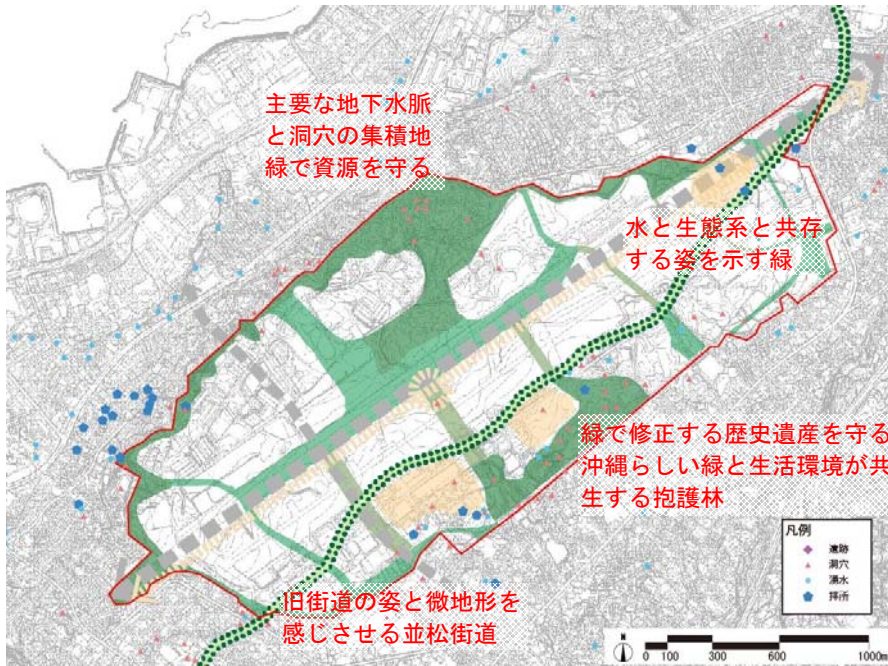 主要な地下水脈
と洞穴の集積地
緑で資源を守る
水と生態系と共存
する姿を示す緑
緑で修正する歴史遺産を守る
沖縄らしい緑と生活環境が共
生する抱護林
旧街道の姿と微地形を
感じさせる並松街道
凡例
遺跡
洞穴
湧水
拝所
N
0 100 300 600 1000m